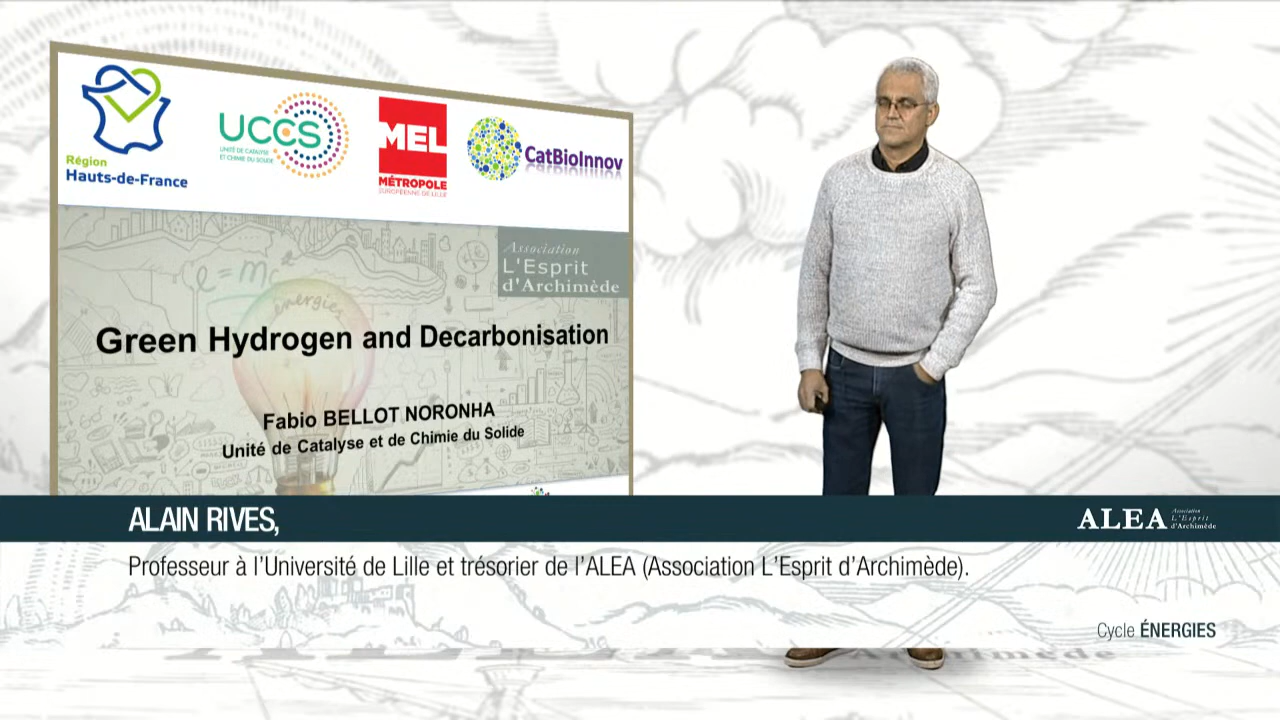 Région
Hauts-de-France
UCCS
UNITÉ DE CATALYSE
ET CHIMIE DU SOLIDE
MEL
MÉTROPOLE
EUROPÉENNE DE LILLE
CatBioInnov
Association
L'Esprit
d'Archimède
e=mc²
énergies
Green Hydrogen and Decarbonisation
Fabio BELLOT NORONHA
Unité de Catalyse et de Chimie du Solide
ALAIN RIVES,
ALEA
Association
L'Esprit
d'Archimède
Professeur à l'Université de Lille et trésorier de l'ALEA (Association L'Esprit d'Archimède).
Cycle ÉNERGIES
Archimède